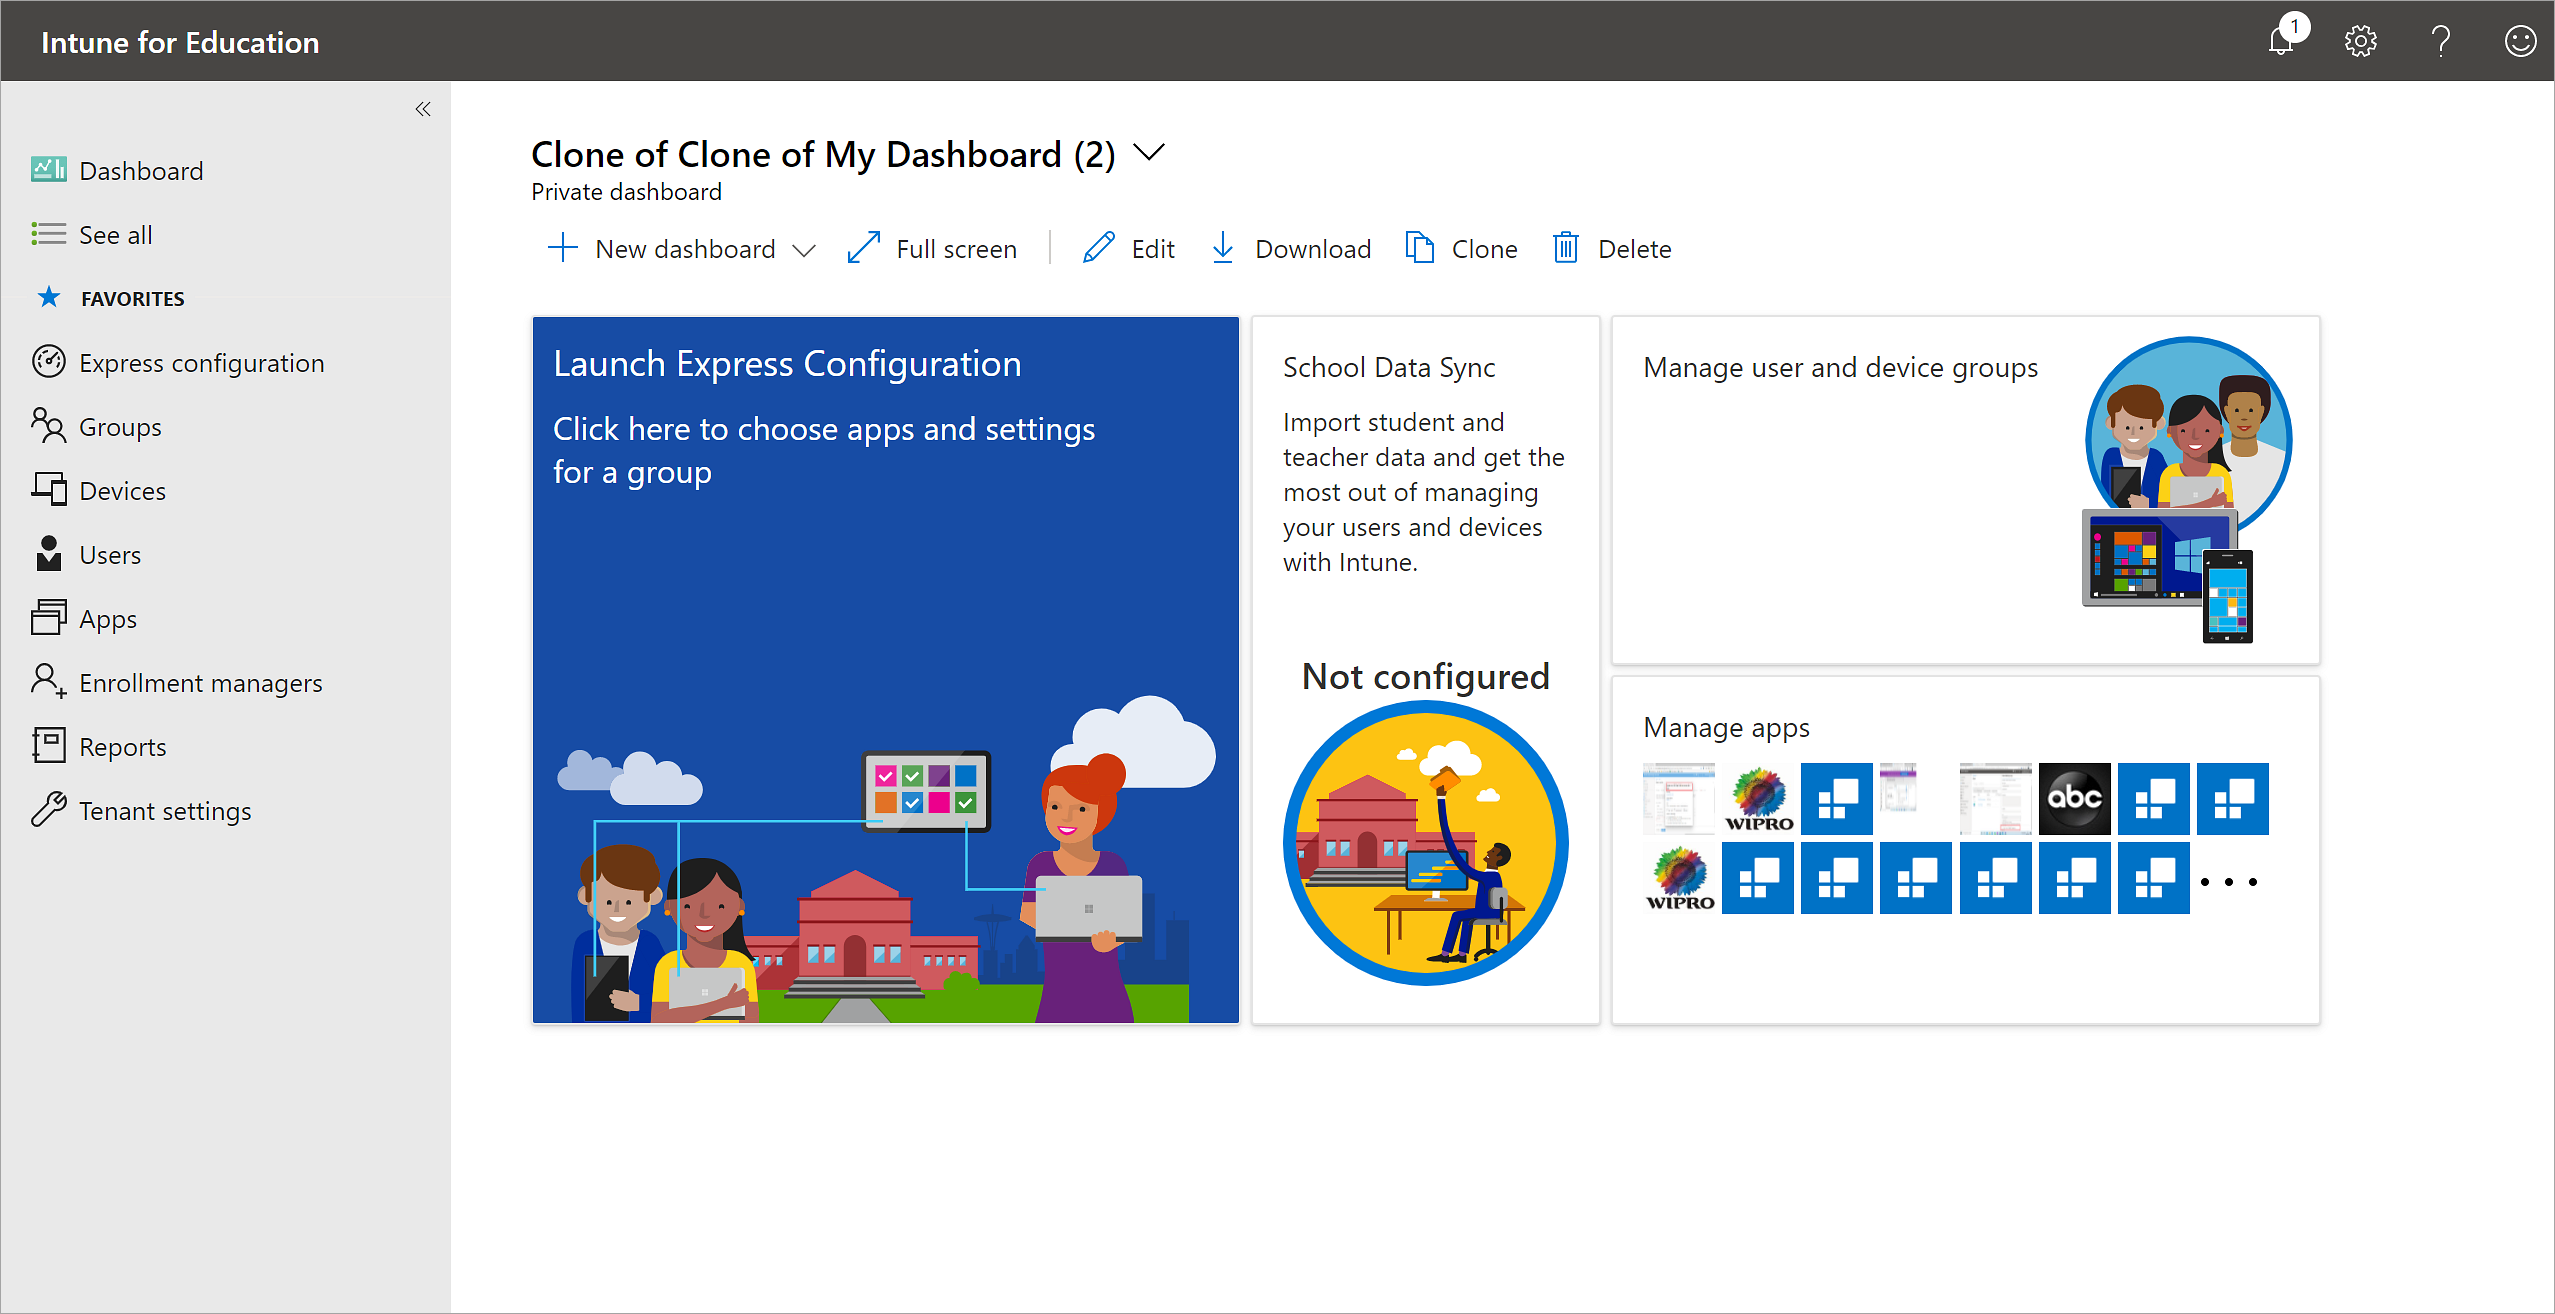 Intune for Education
1
Dashboard
See all
FAVORITES
Express configuration
Groups
Devices
Users
Apps
Enrollment managers
Reports
Tenant settings
Clone of Clone of My Dashboard (2)
Private dashboard
New dashboard
Full screen
Edit
Download
Clone
Delete
Launch Express Configuration
Click here to choose apps and settings
for a group
School Data Sync
Import student and
teacher data and get the
most out of managing
your users and devices
with Intune.
Not configured
Manage user and device groups
Manage apps
WIPRO
abc
WIPRO